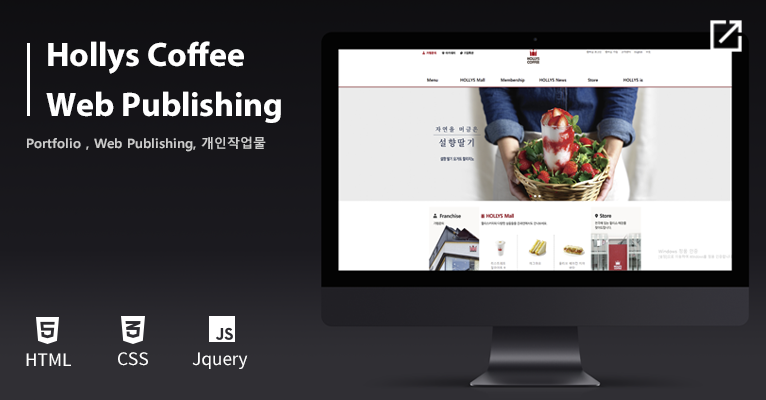 Hollys Coffee
Web Publishing
Portfolio , Web Publishing, 개인작업물
HOLLYS
COFFEE
Menu HOLLYS Mall Membership HOLLYS News Store HOLLYS is
자연을 머금은
설향딸기
Franchise HOLLYS Mall Store
HTML CSS Jquery
JS